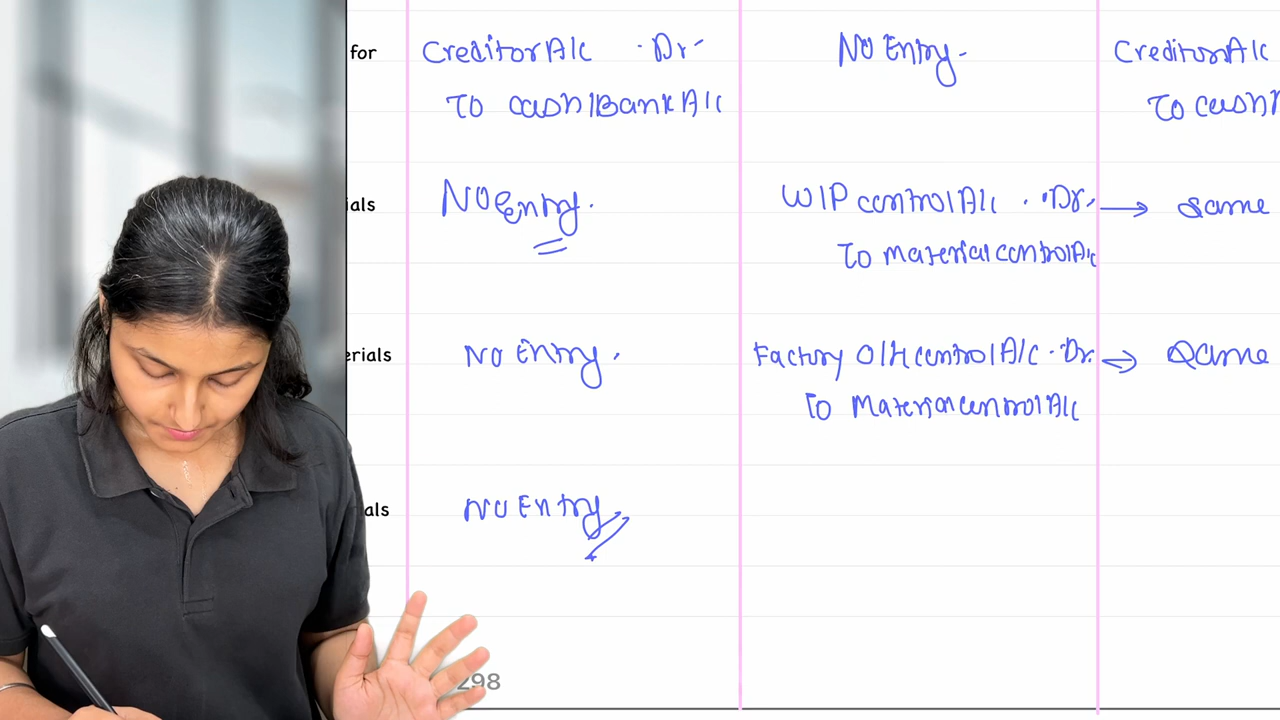 for
Creditor A/c .Dr
To cash/Bank A/c
No Entry.
Creditor A/c
To cash/
ials
No Entry.
WIP control A/c . .Dr.
To material control A/c
→ Same
erials
No Entry.
Factory O/H control A/c .Dr.
To Material control A/c
⇒ Same
als
No Entry
298